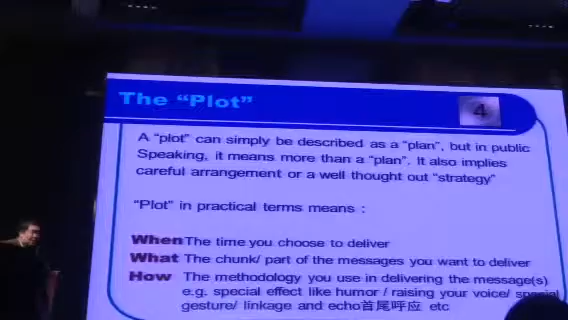 The “Plot”
4
A “plot” can simply be described as a “plan”, but in public
Speaking, it means more than a “plan”. It also implies
careful arrangement or a well thought out “strategy”
“Plot” in practical terms means :
When The time you choose to deliver
What The chunk/ part of the messages you want to deliver
How The methodology you use in delivering the message(s)
e.g. special effect like humor / raising your voice/ special
gesture/ linkage and echo首尾呼应 etc